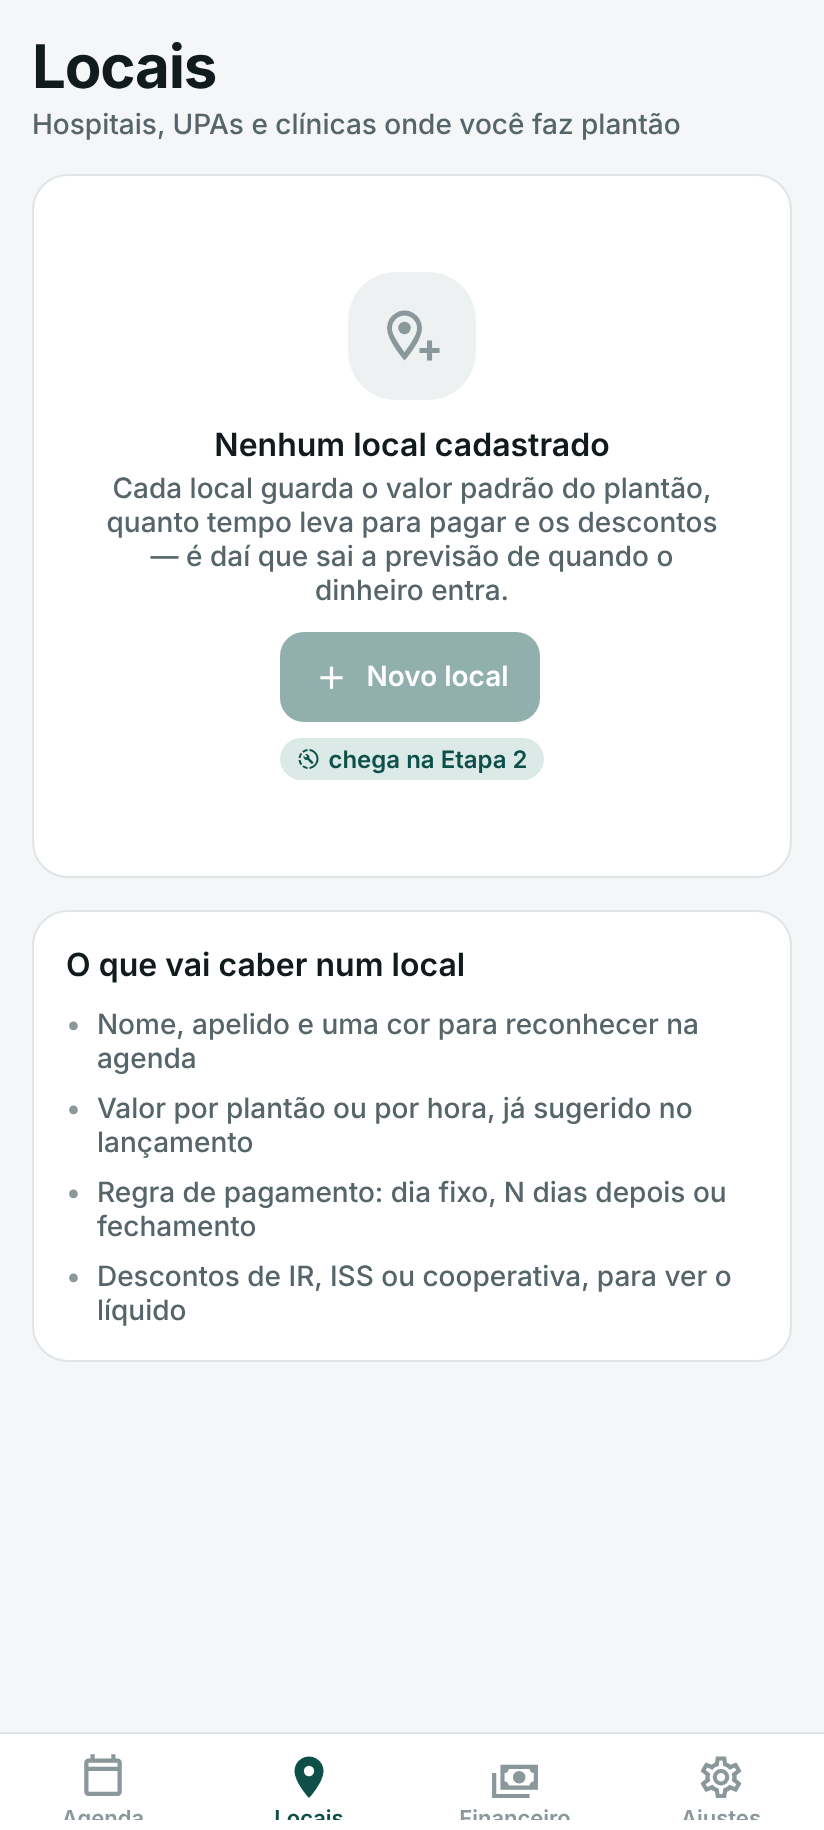 Locais
Hospitais, UPAs e clínicas onde você faz plantão
Nenhum local cadastrado
Cada local guarda o valor padrão do plantão,
quanto tempo leva para pagar e os descontos
— é daí que sai a previsão de quando o
dinheiro entra.
+ Novo local
chega na Etapa 2
O que vai caber num local
• Nome, apelido e uma cor para reconhecer na
agenda
• Valor por plantão ou por hora, já sugerido no
lançamento
• Regra de pagamento: dia fixo, N dias depois ou
fechamento
• Descontos de IR, ISS ou cooperativa, para ver o
líquido
Agenda
Locais
Financeiro
Ajustes